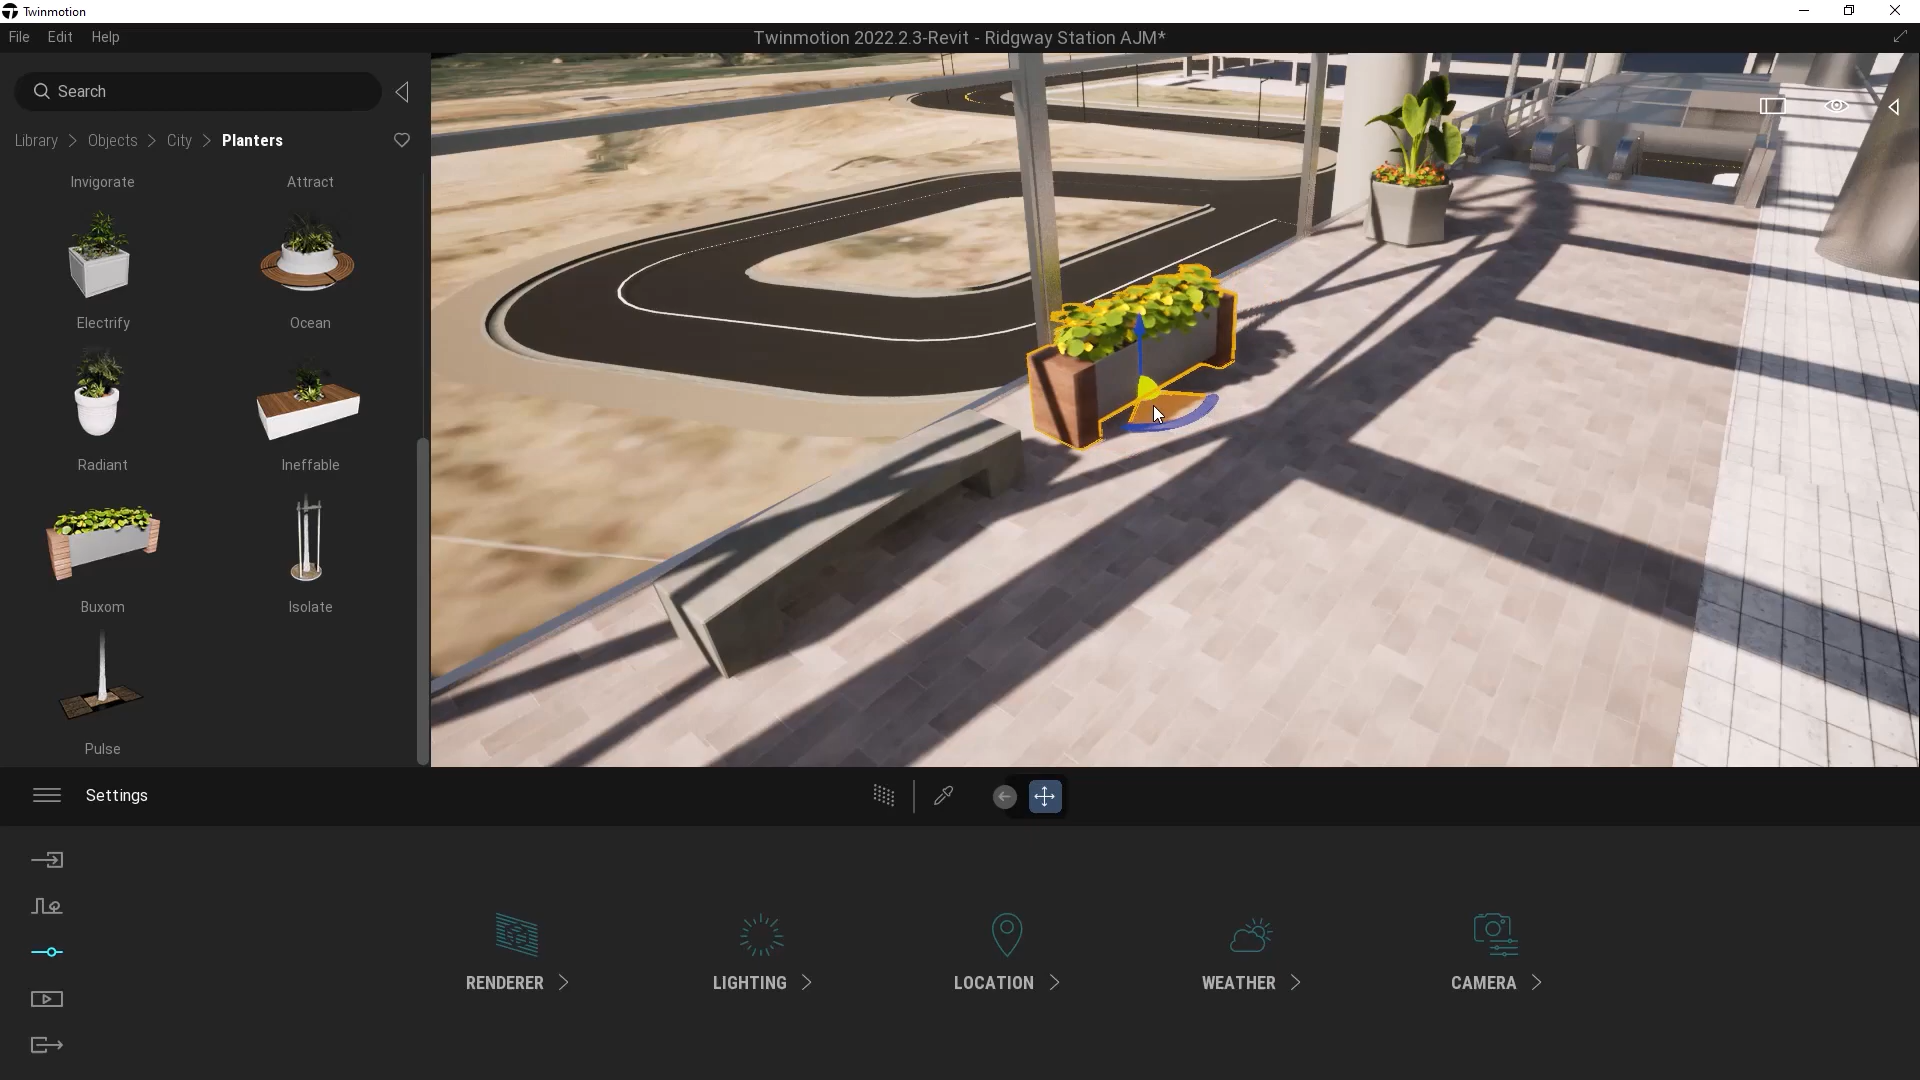 Twinmotion
File Edit Help
Twinmotion 2022.2.3-Revit - Ridgway Station AJM*
Search
Library Objects City Planters
Invigorate Attract
Electrify Ocean
Radiant Ineffable
Buxom Isolate
Pulse
Settings
RENDERER LIGHTING LOCATION WEATHER CAMERA